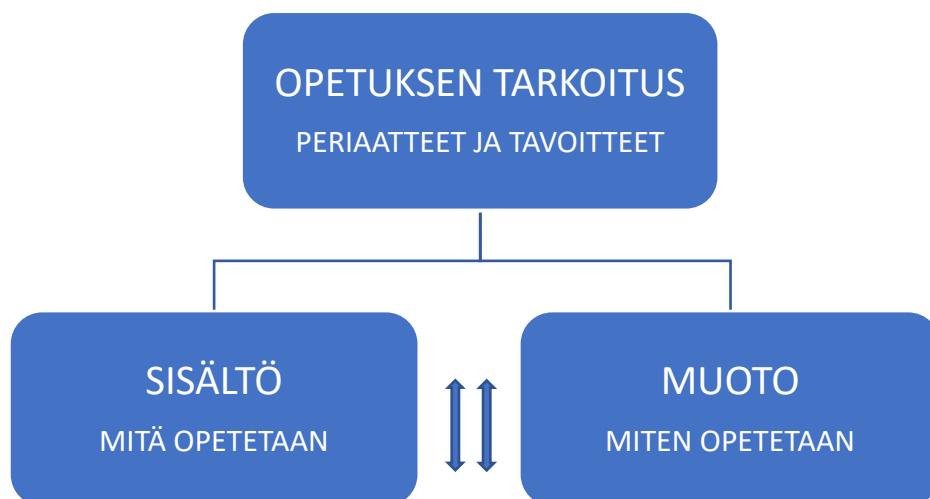 OPETUKSEN TARKOITUS
PERIAATTEET JA TAVOITTEET
SISÄLTÖ
MITÄ OPETETAAN
MUOTO
MITEN OPETETAAN